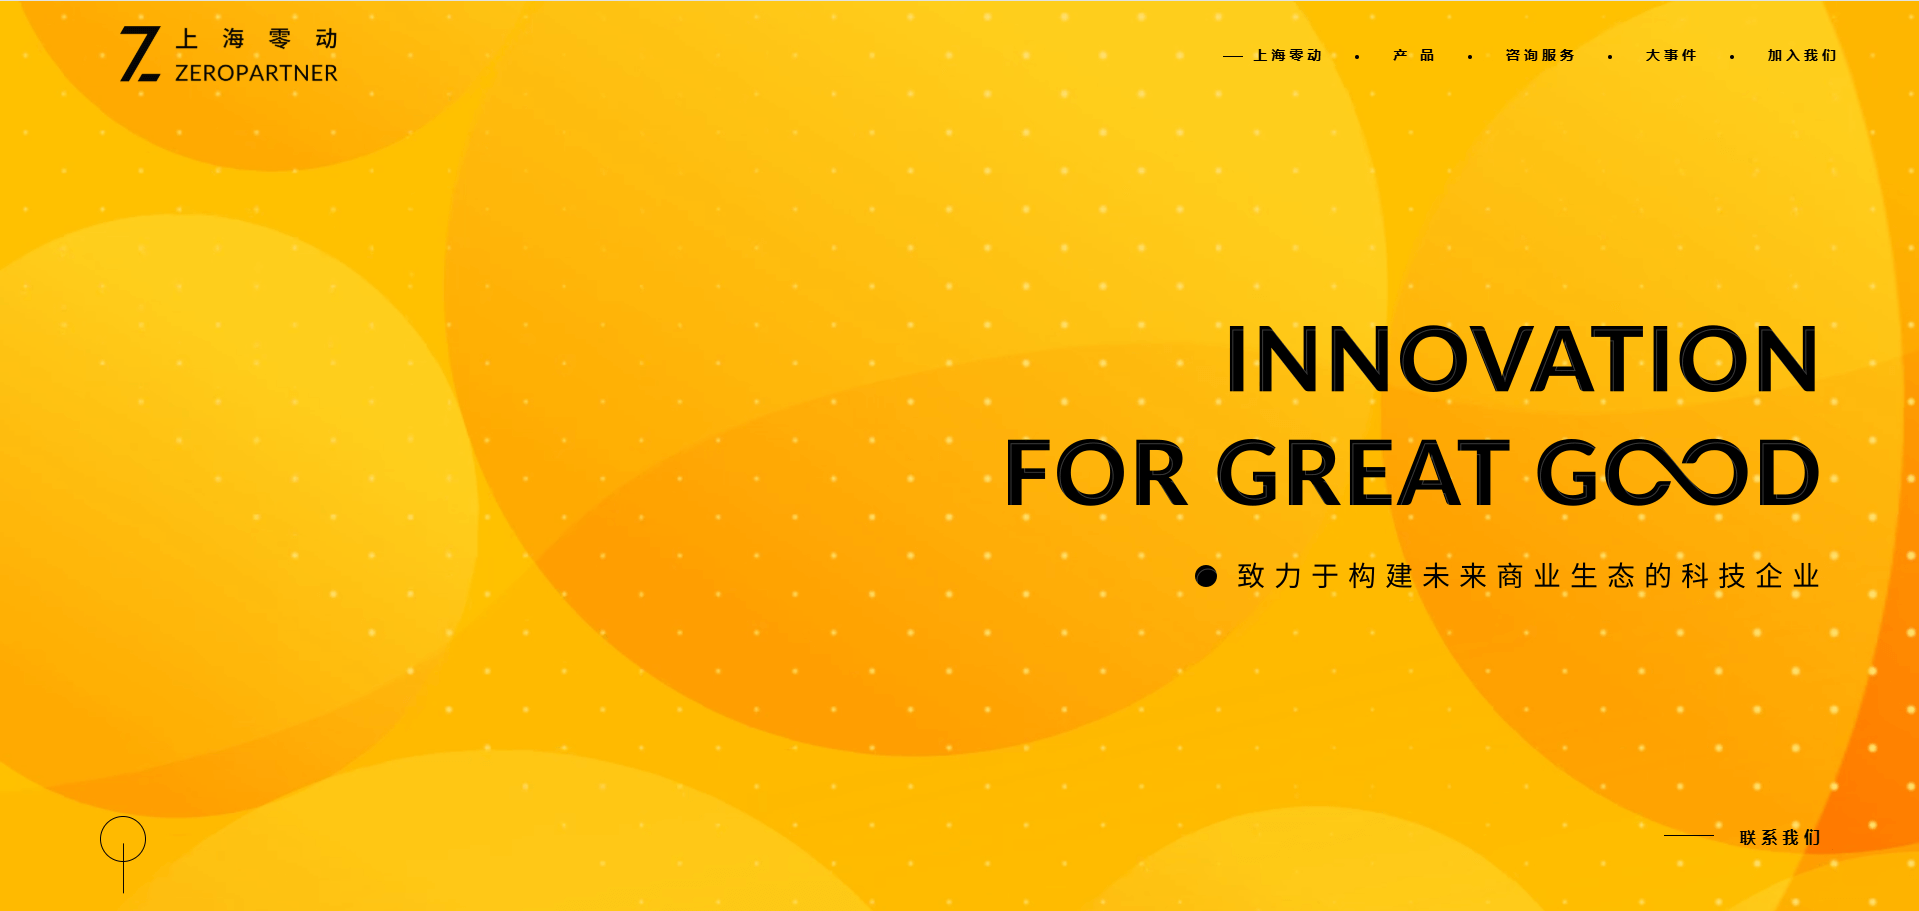 上海零动
ZEROPARTNER
上海零动 • 产品 • 咨询服务 • 大事件 • 加入我们
INNOVATION
FOR GREAT GOOD
● 致力于构建未来商业生态的科技企业
联系我们